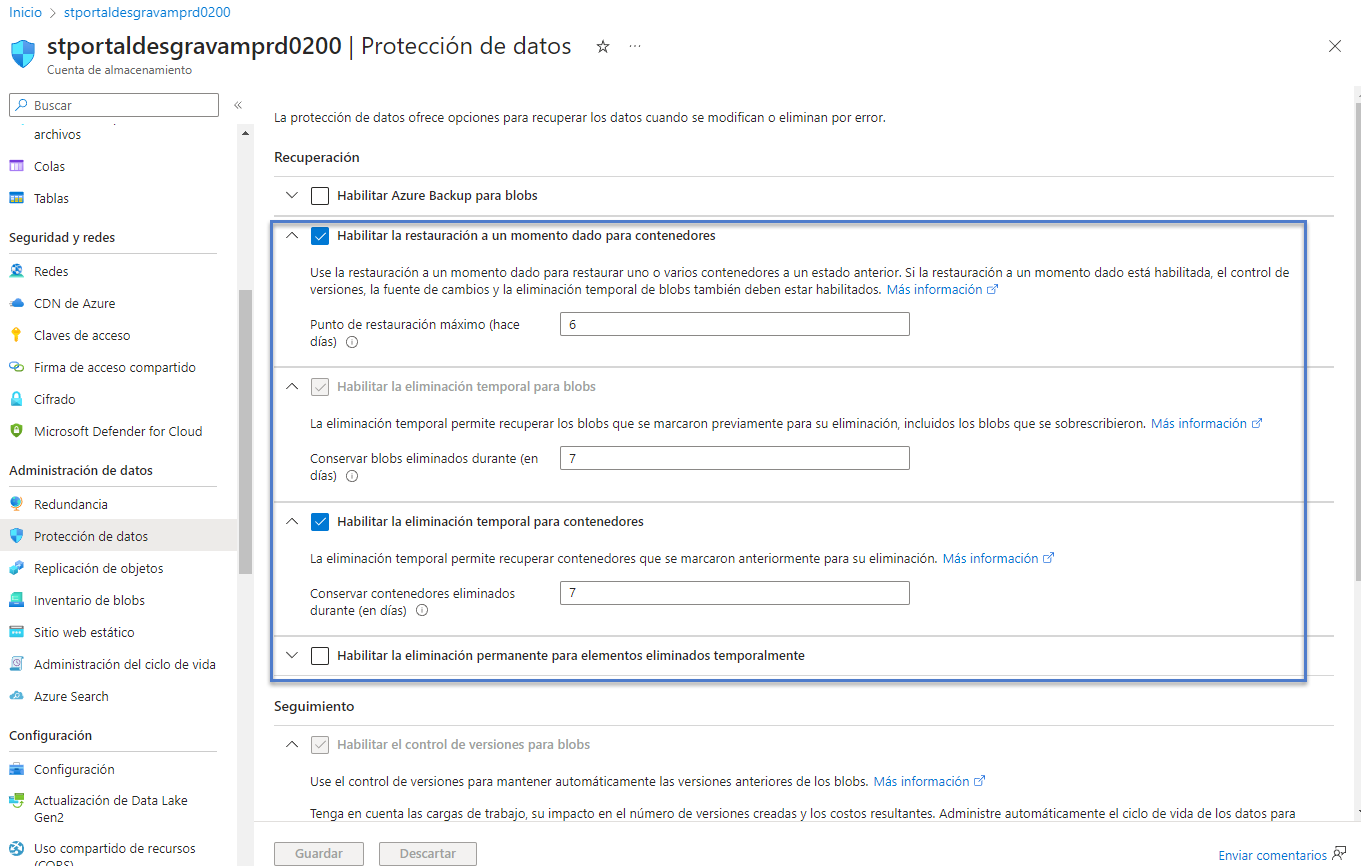 Inicio > stportaldesgravamprd0200
stportaldesgravamprd0200 | Protección de datos
Cuenta de almacenamiento
Buscar
archivos
Colas
Tablas
Seguridad y redes
Redes
CDN de Azure
Claves de acceso
Firma de acceso compartido
Cifrado
Microsoft Defender for Cloud
Administración de datos
Redundancia
Protección de datos
Replicación de objetos
Inventario de blobs
Sitio web estático
Administración del ciclo de vida
Azure Search
Configuración
Configuración
Actualización de Data Lake
Gen2
Uso compartido de recursos
(CORS)
La protección de datos ofrece opciones para recuperar los datos cuando se modifican o eliminan por error.
Recuperación
Habilitar Azure Backup para blobs
Habilitar la restauración a un momento dado para contenedores
Use la restauración a un momento dado para restaurar uno o varios contenedores a un estado anterior. Si la restauración a un momento dado está habilitada, el control de
versiones, la fuente de cambios y la eliminación temporal de blobs también deben estar habilitados. Más información
Punto de restauración máximo (hace
días)
6
Habilitar la eliminación temporal para blobs
La eliminación temporal permite recuperar los blobs que se marcaron previamente para su eliminación, incluidos los blobs que se sobrescribieron. Más información
Conservar blobs eliminados durante (en
días)
7
Habilitar la eliminación temporal para contenedores
La eliminación temporal permite recuperar contenedores que se marcaron anteriormente para su eliminación. Más información
Conservar contenedores eliminados
durante (en días)
7
Habilitar la eliminación permanente para elementos eliminados temporalmente
Seguimiento
Habilitar el control de versiones para blobs
Use el control de versiones para mantener automáticamente las versiones anteriores de los blobs. Más información
Tenga en cuenta las cargas de trabajo, su impacto en el número de versiones creadas y los costos resultantes. Administre automáticamente el ciclo de vida de los datos para
Guardar
Descartar
Enviar comentarios